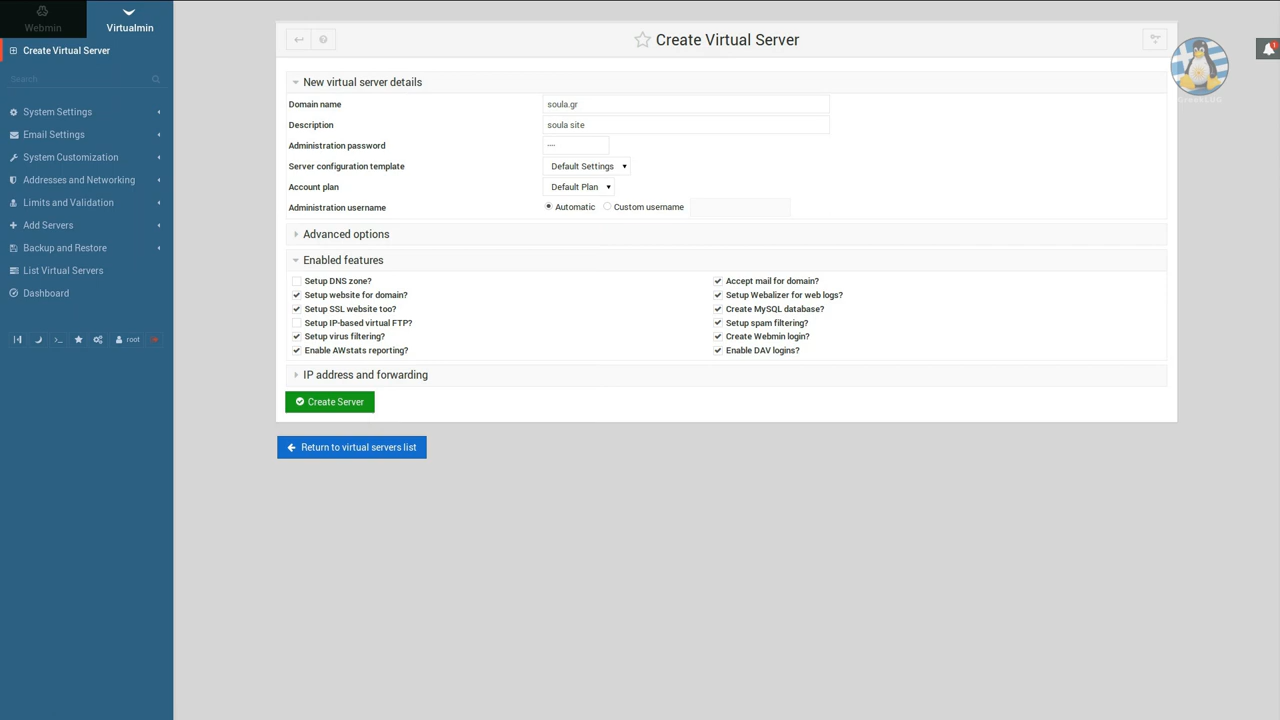 Webmin
Virtualmin
Create Virtual Server
Search
System Settings
Email Settings
System Customization
Addresses and Networking
Limits and Validation
Add Servers
Backup and Restore
List Virtual Servers
Dashboard
root
Create Virtual Server
New virtual server details
Domain name soula.gr
Description soula site
Administration password ····
Server configuration template Default Settings
Account plan Default Plan
Administration username Automatic Custom username
Advanced options
Enabled features
Setup DNS zone? Accept mail for domain?
Setup website for domain? Setup Webalizer for web logs?
Setup SSL website too? Create MySQL database?
Setup IP-based virtual FTP? Setup spam filtering?
Setup virus filtering? Create Webmin login?
Enable AWstats reporting? Enable DAV logins?
IP address and forwarding
Create Server
Return to virtual servers list
GreekLUG
1